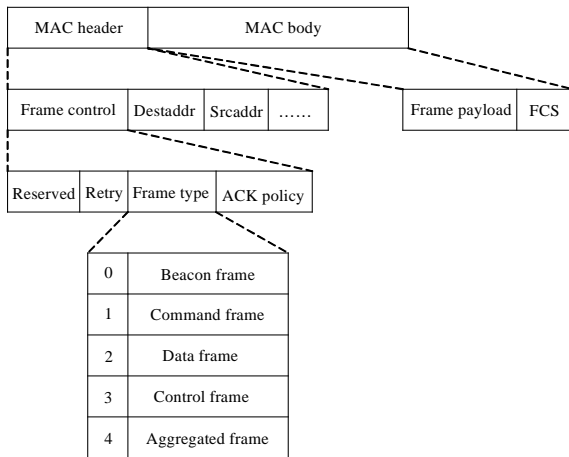 MAC header MAC body
Frame control Destaddr Srcaddr …… Frame payload FCS
Reserved Retry Frame type ACK policy
0 Beacon frame
1 Command frame
2 Data frame
3 Control frame
4 Aggregated frame